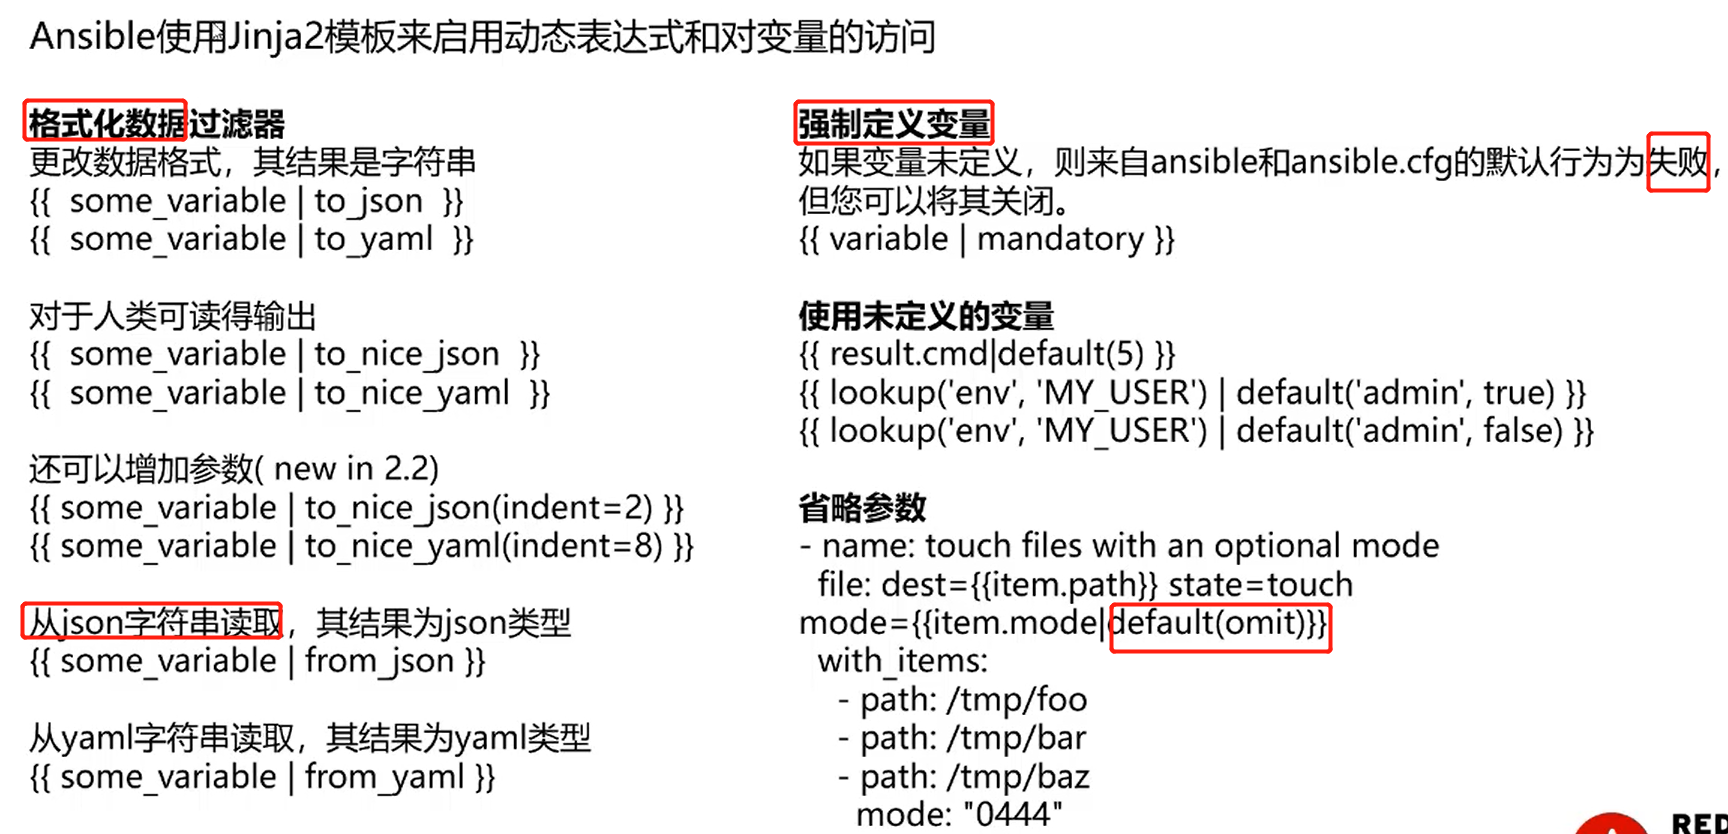 Ansible使用Jinja2模板来启用动态表达式和对变量的访问
格式化数据过滤器
更改数据格式，其结果是字符串
{{  some_variable | to_json  }}
{{  some_variable | to_yaml  }}
对于人类可读得输出
{{  some_variable | to_nice_json  }}
{{  some_variable | to_nice_yaml  }}
还可以增加参数( new in 2.2)
{{ some_variable | to_nice_json(indent=2) }}
{{ some_variable | to_nice_yaml(indent=8) }}
从json字符串读取，其结果为json类型
{{ some_variable | from_json }}
从yaml字符串读取，其结果为yaml类型
{{ some_variable | from_yaml }}
强制定义变量
如果变量未定义，则来自ansible和ansible.cfg的默认行为为失败，
但您可以将其关闭。
{{ variable | mandatory }}
使用未定义的变量
{{ result.cmd|default(5) }}
{{ lookup('env', 'MY_USER') | default('admin', true) }}
{{ lookup('env', 'MY_USER') | default('admin', false) }}
省略参数
- name: touch files with an optional mode
  file: dest={{item.path}} state=touch
mode={{item.mode|default(omit)}}
  with_items:
    - path: /tmp/foo
    - path: /tmp/bar
    - path: /tmp/baz
      mode: "0444"
RED